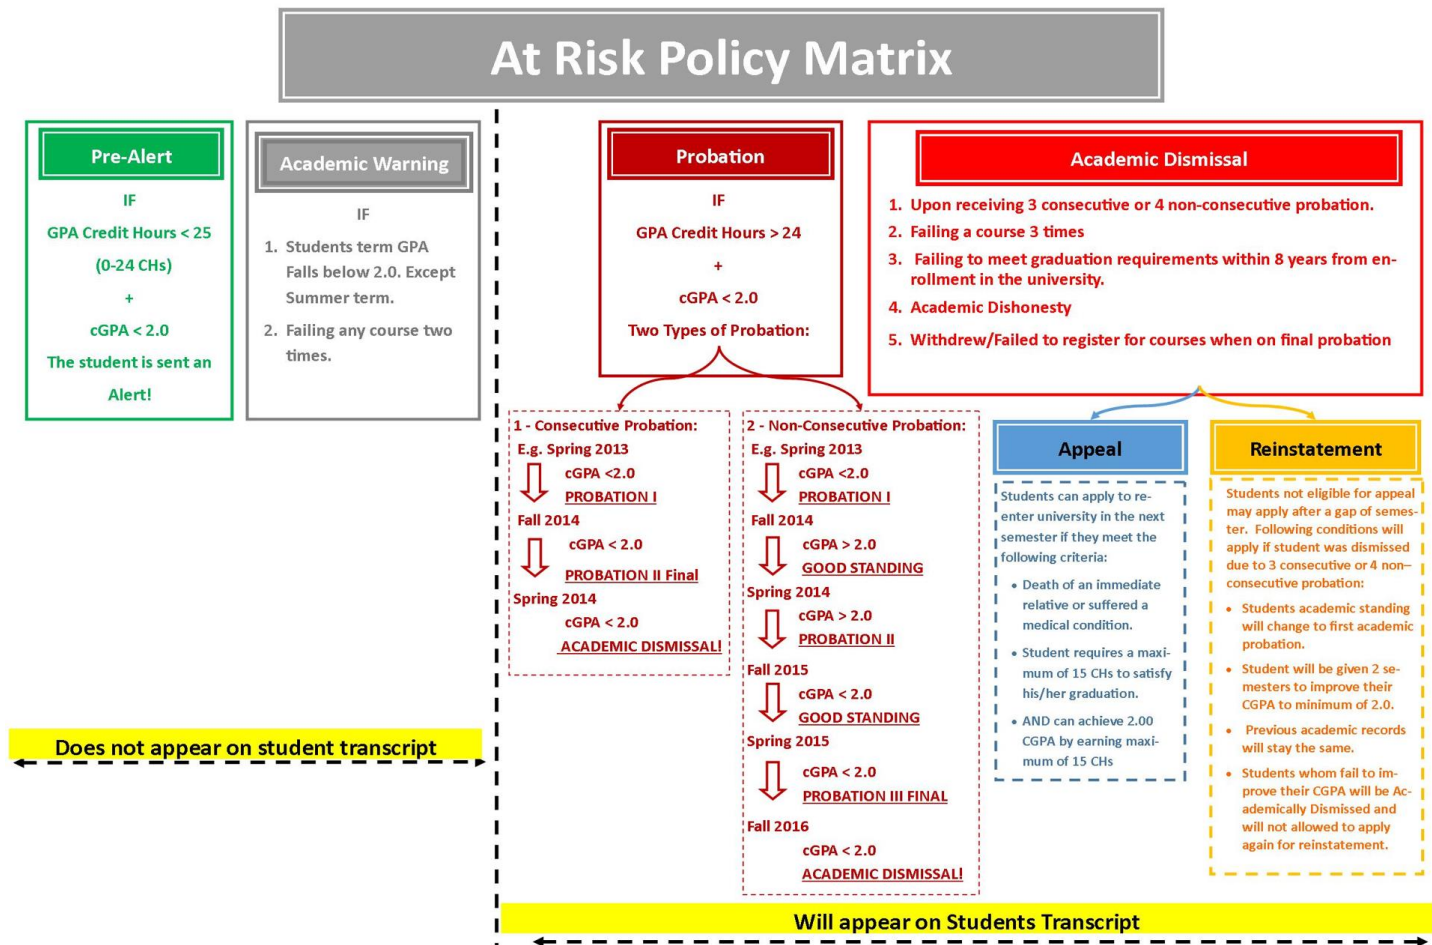 At Risk Policy Matrix
Pre-Alert
IF
GPA Credit Hours < 25
(0-24 CHs)
+
cGPA < 2.0
The student is sent an
Alert!
Academic Warning
IF
1. Students term GPA
Falls below 2.0. Except
Summer term.
2. Failing any course two
times.
Does not appear on student transcript
Probation
IF
GPA Credit Hours > 24
+
cGPA < 2.0
Two Types of Probation:
1 - Consecutive Probation:
E.g. Spring 2013
cGPA <2.0
PROBATION I
Fall 2014
cGPA < 2.0
PROBATION II Final
Spring 2014
cGPA < 2.0
ACADEMIC DISMISSAL!
2 - Non-Consecutive Probation:
E.g. Spring 2013
cGPA <2.0
PROBATION I
Fall 2014
cGPA > 2.0
GOOD STANDING
Spring 2014
cGPA > 2.0
PROBATION II
Fall 2015
cGPA < 2.0
GOOD STANDING
Spring 2015
cGPA < 2.0
PROBATION III FINAL
Fall 2016
cGPA < 2.0
ACADEMIC DISMISSAL!
Academic Dismissal
1. Upon receiving 3 consecutive or 4 non-consecutive probation.
2. Failing a course 3 times
3. Failing to meet graduation requirements within 8 years from en-
rollment in the university.
4. Academic Dishonesty
5. Withdrew/Failed to register for courses when on final probation
Appeal
Students can apply to re-
enter university in the next
semester if they meet the
following criteria:
• Death of an immediate
relative or suffered a
medical condition.
• Student requires a maxi-
mum of 15 CHs to satisfy
his/her graduation.
• AND can achieve 2.00
CGPA by earning maxi-
mum of 15 CHs
Reinstatement
Students not eligible for appeal
may apply after a gap of semes-
ter. Following conditions will
apply if student was dismissed
due to 3 consecutive or 4 non–
consecutive probation:
• Students academic standing
will change to first academic
probation.
• Student will be given 2 se-
mesters to improve their
CGPA to minimum of 2.0.
• Previous academic records
will stay the same.
• Students whom fail to im-
prove their CGPA will be Ac-
ademically Dismissed and
will not allowed to apply
again for reinstatement.
Will appear on Students Transcript